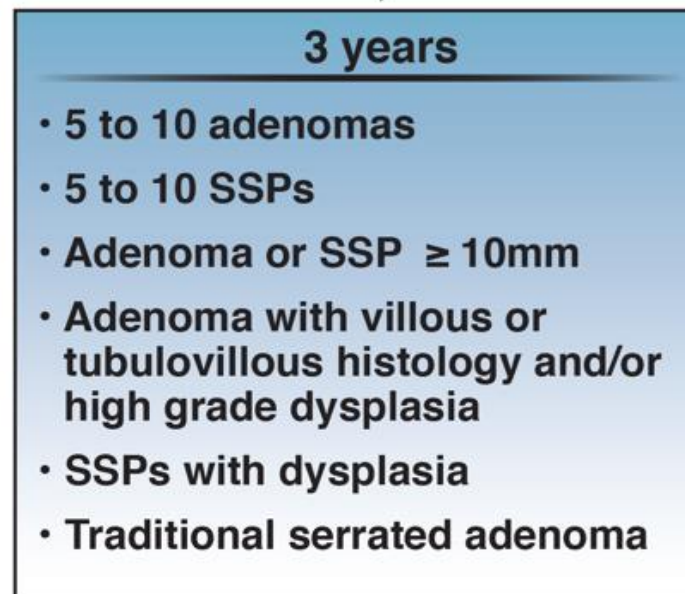 3 years
• 5 to 10 adenomas
• 5 to 10 SSPs
• Adenoma or SSP ≥ 10mm
• Adenoma with villous or
tubulovillous histology and/or
high grade dysplasia
• SSPs with dysplasia
• Traditional serrated adenoma